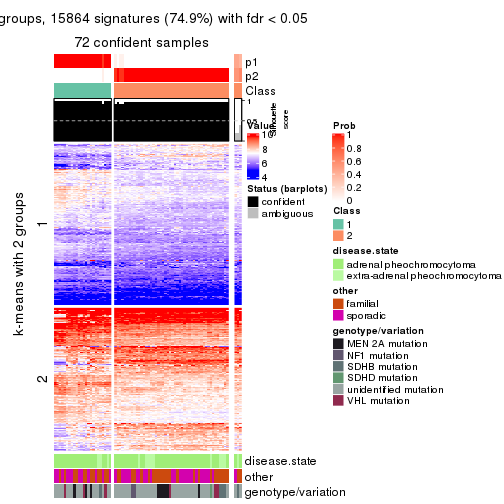 groups, 15864 signatures (74.9%) with fdr < 0.05
72 confident samples
p1
p2
Class
1
0.5
Silhouette
score
k-means with 2 groups
1
2
Value
10
8
6
4
Status (barplots)
confident
ambiguous
Prob
1
0.8
0.6
0.4
0.2
0
Class
1
2
disease.state
adrenal pheochromocytoma
extra-adrenal pheochromocytoma
other
familial
sporadic
genotype/variation
MEN 2A mutation
NF1 mutation
SDHB mutation
SDHD mutation
unidentified mutation
VHL mutation
disease.state
other
genotype/variation